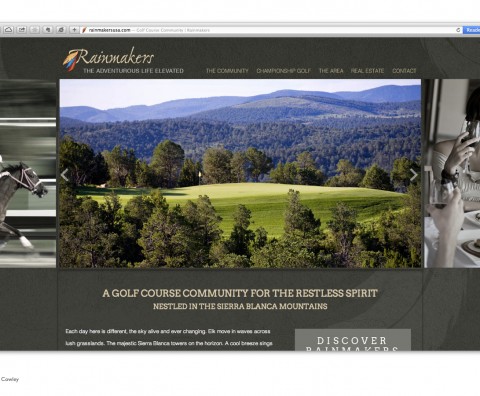 rainmakersusa.com – Golf Course Community | Rainmakers
Reader
Rainmakers
THE ADVENTUROUS LIFE ELEVATED
THE COMMUNITY CHAMPIONSHIP GOLF THE AREA REAL ESTATE CONTACT
A GOLF COURSE COMMUNITY FOR THE RESTLESS SPIRIT
NESTLED IN THE SIERRA BLANCA MOUNTAINS
Each day here is different, the sky alive and ever changing. Elk move in waves across
lush grasslands. The majestic Sierra Blanca towers on the horizon. A cool breeze sings
DISCOVER
RAINMAKERS
Cawley